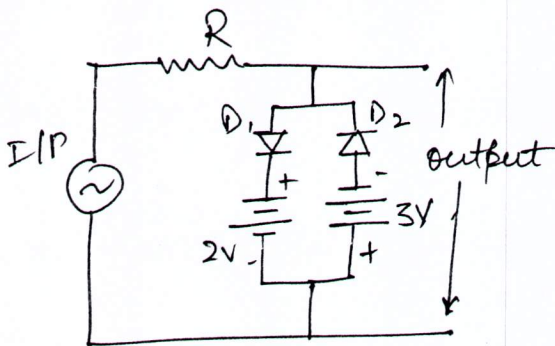 R
D1 D2
I/P
+ -
output
2V - 3V
+